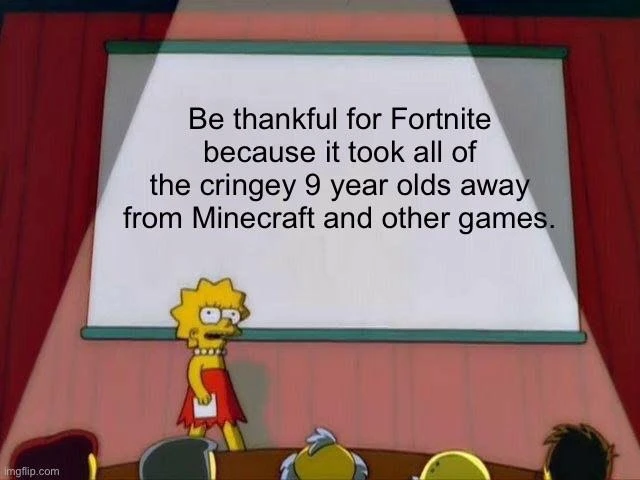 Be thankful for Fortnite
because it took all of
the cringey 9 year olds away
from Minecraft and other games.
imgflip.com